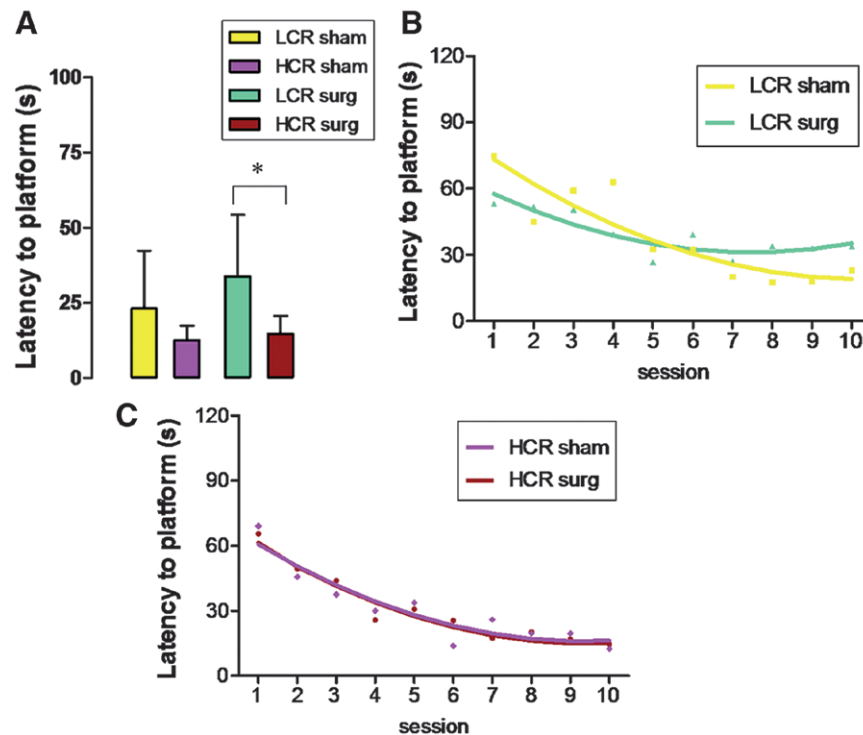 A
LCR sham
HCR sham
LCR surg
HCR surg
Latency to platform (s)
100
75
50
25
0
*
B
LCR sham
LCR surg
Latency to platform (s)
120
90
60
30
0
1 2 3 4 5 6 7 8 9 10
session
C
HCR sham
HCR surg
Latency to platform (s)
120
90
60
30
0
1 2 3 4 5 6 7 8 9 10
session